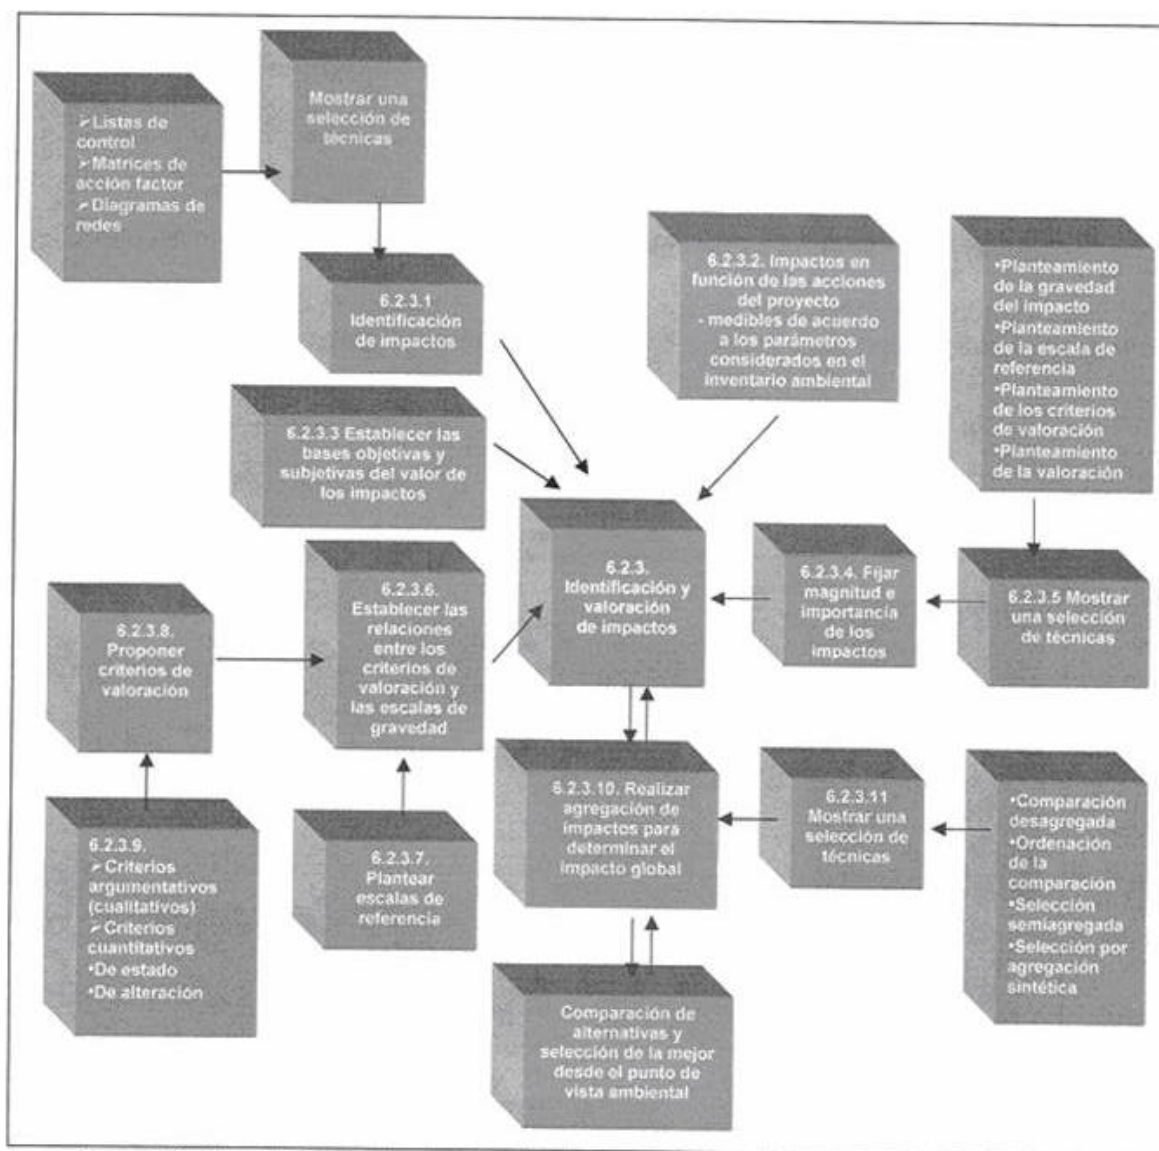 ➢Listas de
control
➢Matrices de
acción factor
➢Diagramas de
redes
Mostrar una
selección de
técnicas
6.2.3.1
Identificación
de impactos
6.2.3.2. Impactos en
función de las acciones
del proyecto
- medibles de acuerdo
a los parámetros
considerados en el
inventario ambiental
•Planteamiento
de la gravedad
del impacto
•Planteamiento
de la escala de
referencia
•Planteamiento
de los criterios
de valoración
•Planteamiento
de la valoración
6.2.3.3 Establecer las
bases objetivas y
subjetivas del valor de
los impactos
6.2.3.
Identificación y
valoración
de impactos
6.2.3.4. Fijar
magnitud e
importancia
de los
impactos
6.2.3.5 Mostrar
una selección
de técnicas
6.2.3.8.
Proponer
criterios de
valoración
6.2.3.6.
Establecer las
relaciones
entre los
criterios de
valoración y
las escalas de
gravedad
6.2.3.9.
➢ Criterios
argumentativos
(cualitativos)
➢ Criterios
cuantitativos
•De estado
•De alteración
6.2.3.7.
Plantear
escalas de
referencia
6.2.3.10. Realizar
agregación de
impactos para
determinar el
impacto global
6.2.3.11
Mostrar una
selección de
técnicas
•Comparación
desagregada
•Ordenación
de la
comparación
•Selección
semiagregada
•Selección por
agregación
sintética
Comparación de
alternativas y
selección de la mejor
desde el punto de
vista ambiental